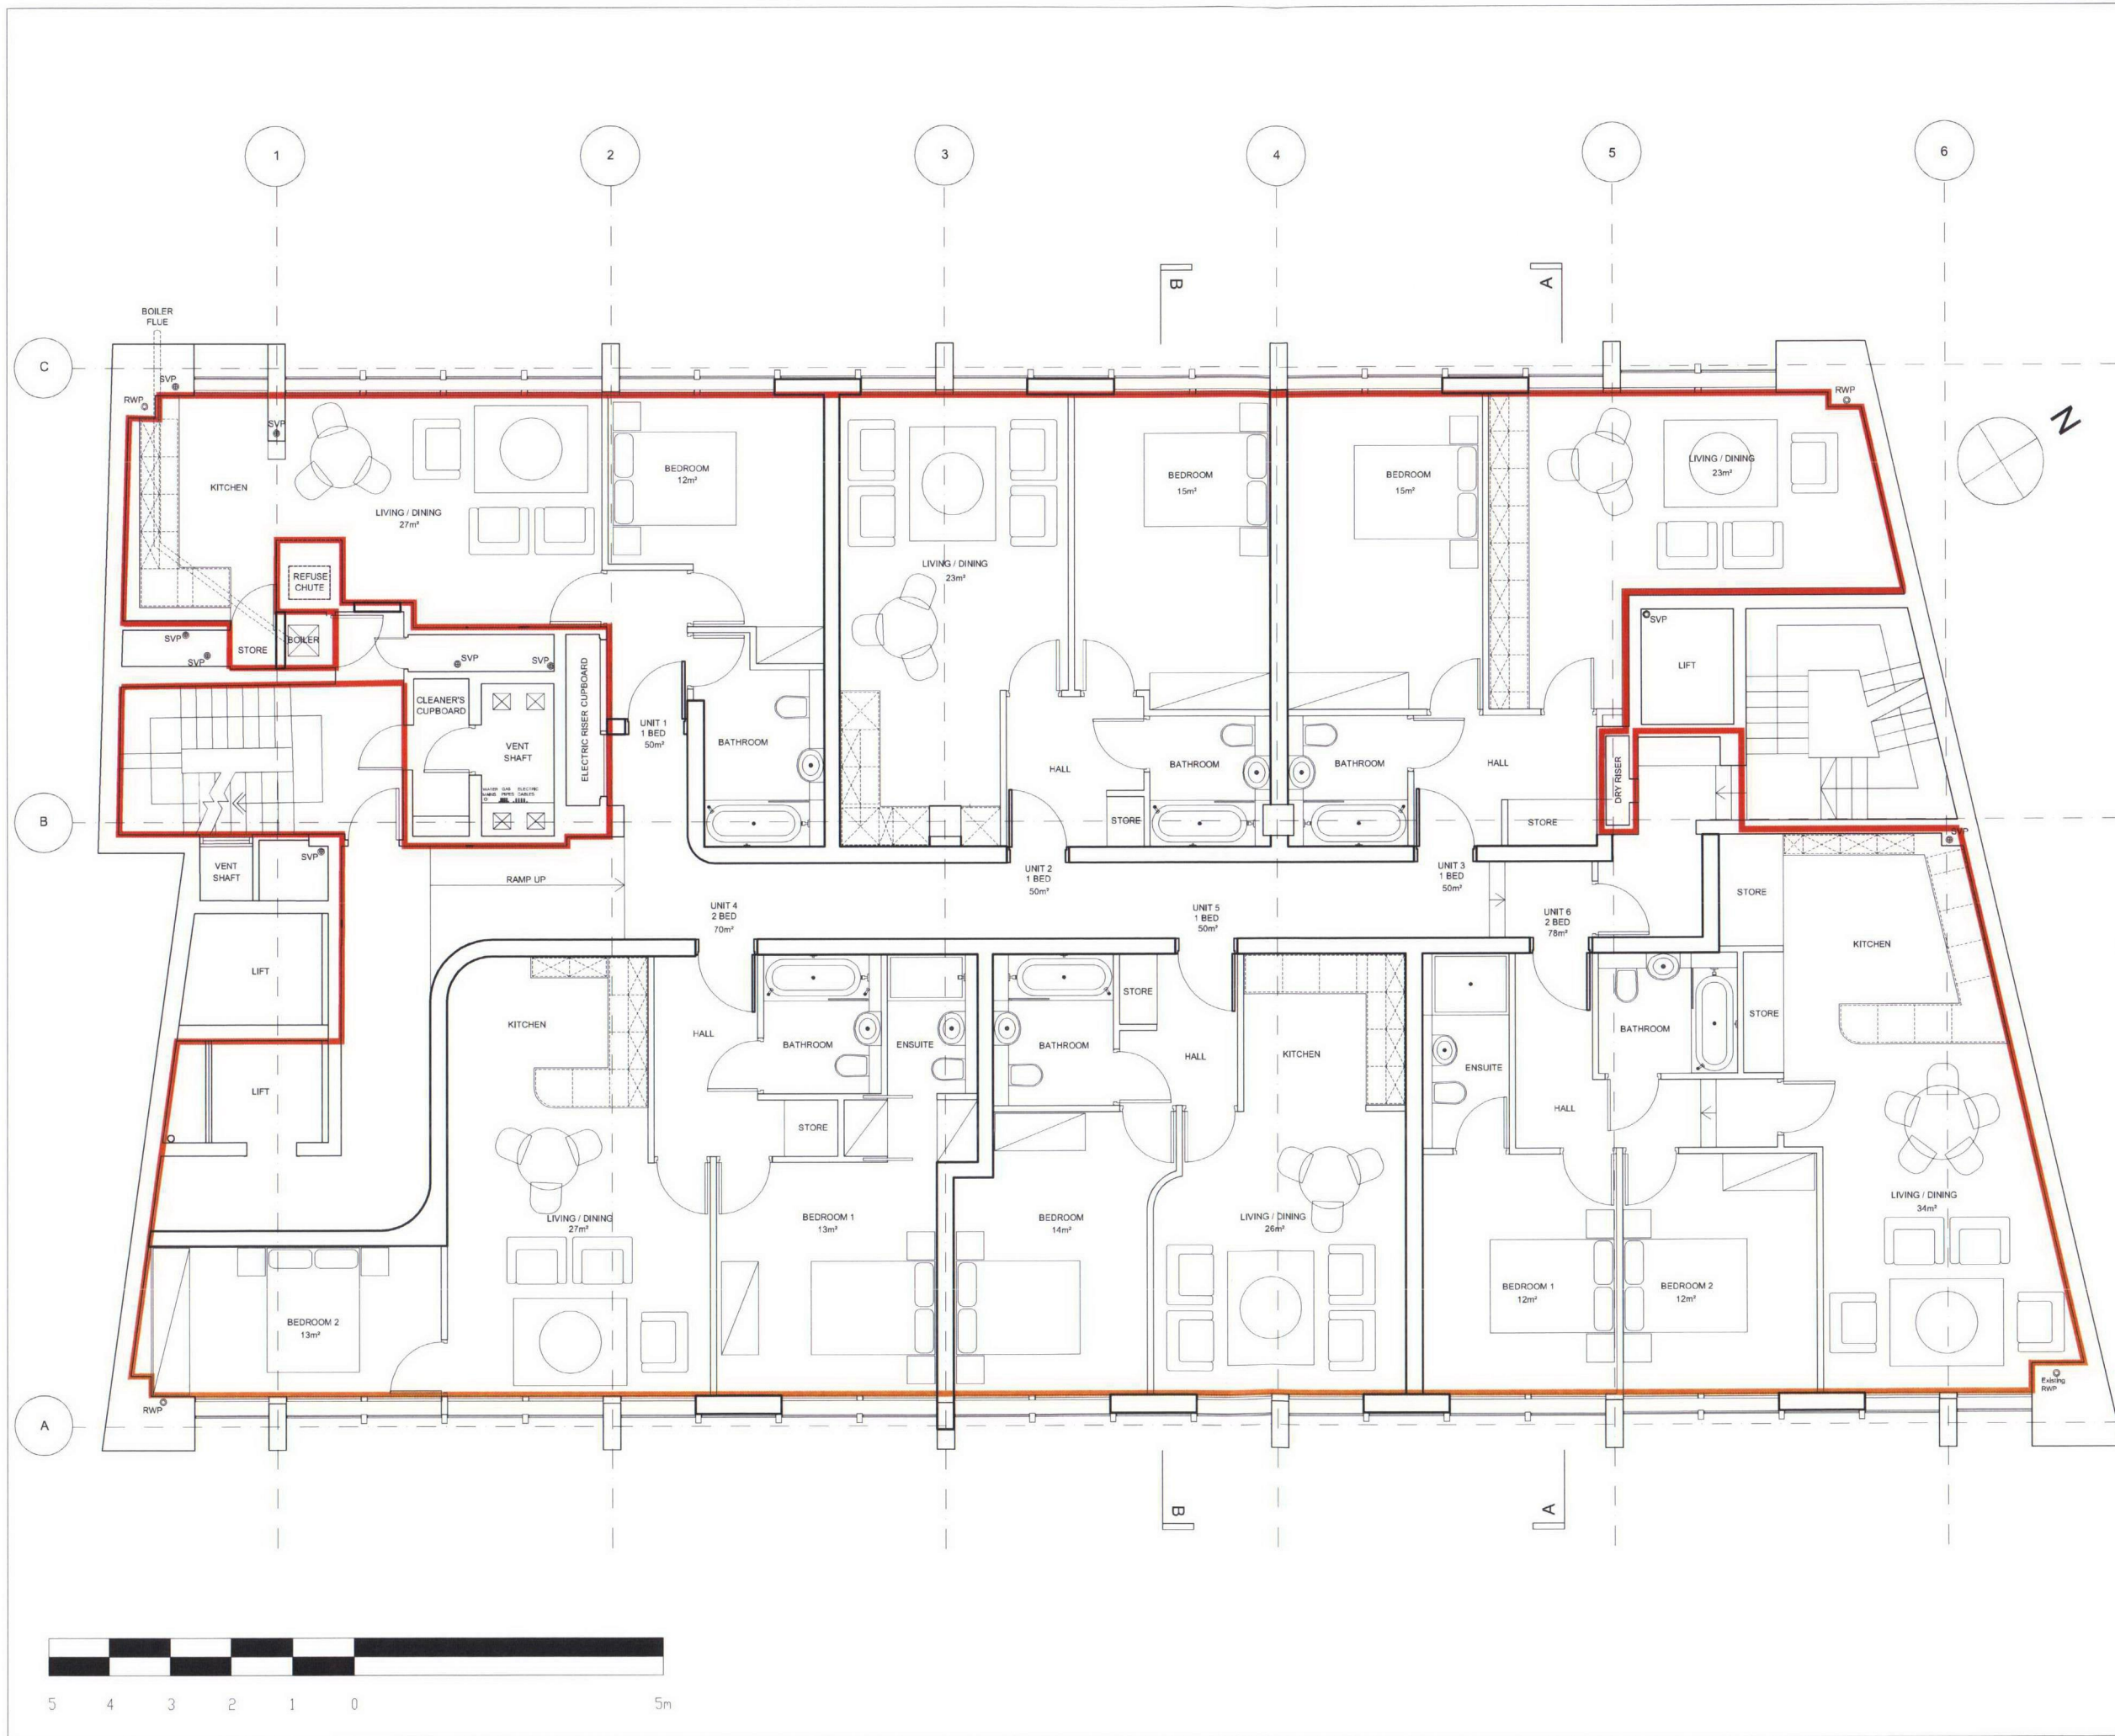 1
2
3
4
5
6
B
A
BOILER
FLUE
C
SVP
RWP
RWP
N
SVP
KITCHEN
LIVING / DINING
27m²
BEDROOM
12m²
LIVING / DINING
23m²
BEDROOM
15m²
BEDROOM
15m²
LIVING / DINING
23m²
REFUSE
CHUTE
BOILER
STORE
SVP
SVP
SVP
SVP
CLEANER'S
CUPBOARD
VENT
SHAFT
ELECTRIC RISER CUPBOARD
WATER MAINS
GAS PIPES
ELECTRIC CABLES
UNIT 1
1 BED
50m²
BATHROOM
HALL
BATHROOM
STORE
BATHROOM
HALL
STORE
SVP
LIFT
DRY RISER
B
VENT
SHAFT
SVP
RAMP UP
UNIT 2
1 BED
50m²
UNIT 3
1 BED
50m²
UNIT 4
2 BED
70m²
UNIT 5
1 BED
50m²
UNIT 6
2 BED
78m²
SVP
STORE
KITCHEN
LIFT
LIFT
KITCHEN
HALL
BATHROOM
ENSUITE
STORE
BATHROOM
STORE
HALL
KITCHEN
ENSUITE
HALL
BATHROOM
STORE
LIVING / DINING
27m²
BEDROOM 1
13m²
BEDROOM
14m²
LIVING / DINING
26m²
BEDROOM 1
12m²
BEDROOM 2
12m²
LIVING / DINING
34m²
BEDROOM 2
13m²
A
RWP
Existing
RWP
B
A
5 4 3 2 1 0 5m